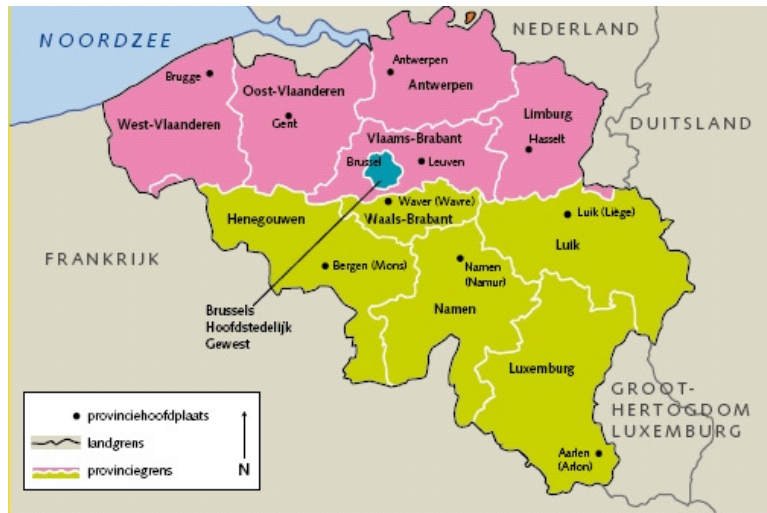 NOORDZEE
NEDERLAND
Antwerpen
Brugge
Oost-Vlaanderen
Antwerpen
West-Vlaanderen
Gent
Limburg
DUITSLAND
Vlaams-Brabant
Hasselt
Brussel
Leuven
Waver (Wavre)
Henegouwen
Waals-Brabant
Luik (Liège)
Luik
FRANKRIJK
Bergen (Mons)
Namen
(Namur)
Brussels
Hoofdstedelijk
Gewest
Namen
Luxemburg
GROOT-
HERTOGDOM
LUXEMBURG
Aarlen
(Arlon)
provinciehoofdplaats
landgrens
provinciegrens
N